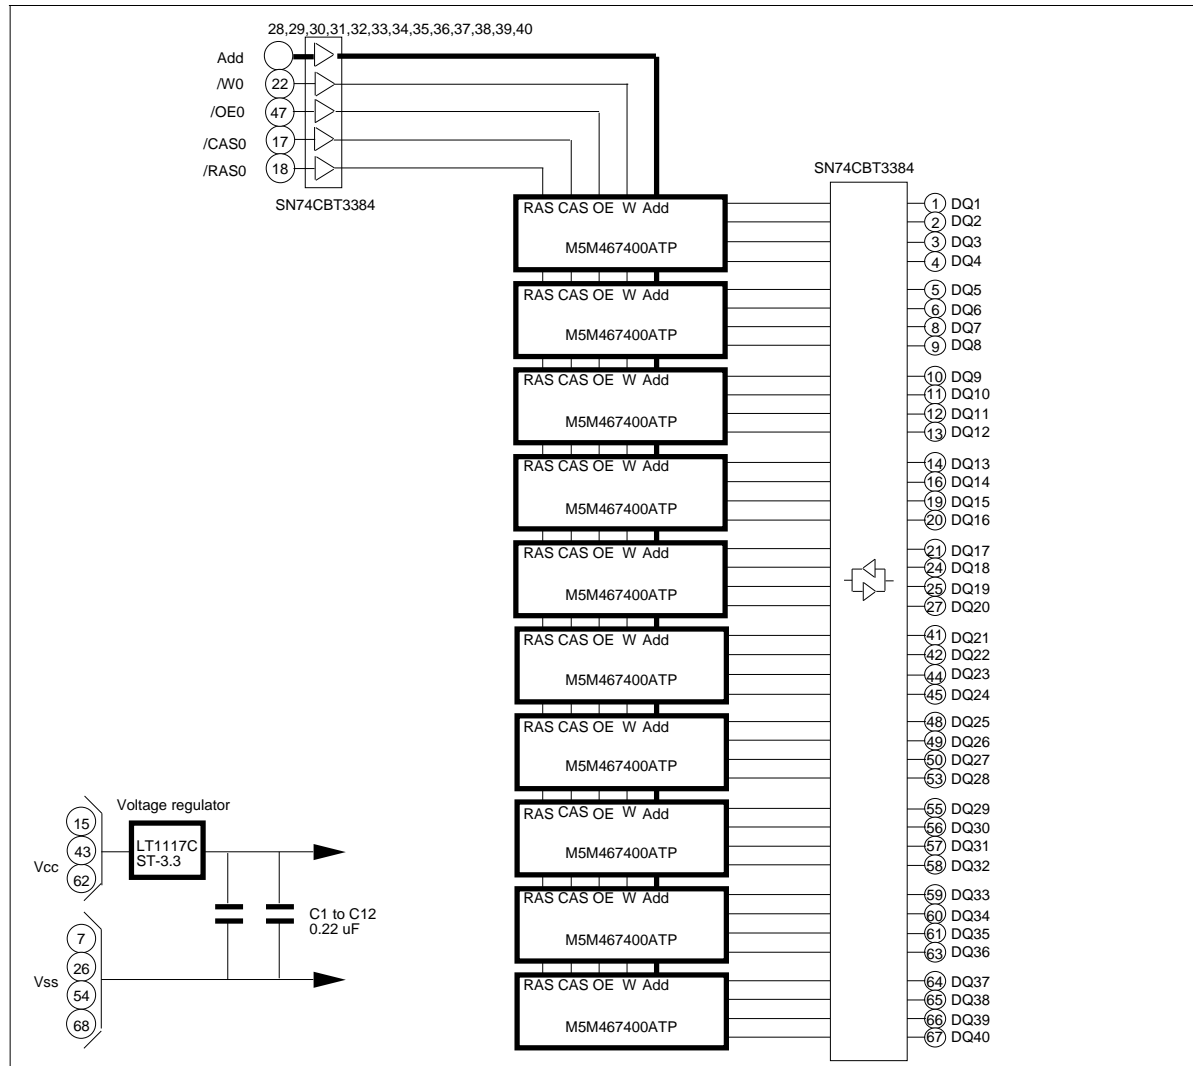 28,29,30,31,32,33,34,35,36,37,38,39,40
Add
/W0 22
/OE0 47
/CAS0 17
/RAS0 18
SN74CBT3384
SN74CBT3384
RAS CAS OE W Add
M5M467400ATP
1 DQ1
2 DQ2
3 DQ3
4 DQ4
RAS CAS OE W Add
M5M467400ATP
5 DQ5
6 DQ6
8 DQ7
9 DQ8
RAS CAS OE W Add
M5M467400ATP
10 DQ9
11 DQ10
12 DQ11
13 DQ12
RAS CAS OE W Add
M5M467400ATP
14 DQ13
16 DQ14
19 DQ15
20 DQ16
RAS CAS OE W Add
M5M467400ATP
21 DQ17
24 DQ18
25 DQ19
27 DQ20
RAS CAS OE W Add
M5M467400ATP
41 DQ21
42 DQ22
44 DQ23
45 DQ24
RAS CAS OE W Add
M5M467400ATP
48 DQ25
49 DQ26
50 DQ27
53 DQ28
RAS CAS OE W Add
M5M467400ATP
55 DQ29
56 DQ30
57 DQ31
58 DQ32
RAS CAS OE W Add
M5M467400ATP
59 DQ33
60 DQ34
61 DQ35
63 DQ36
RAS CAS OE W Add
M5M467400ATP
64 DQ37
65 DQ38
66 DQ39
67 DQ40
Voltage regulator
LT1117C
ST-3.3
Vcc
15
43
62
C1 to C12
0.22 uF
Vss
7
26
54
68